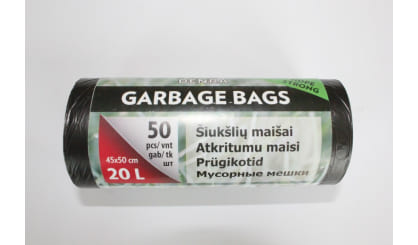 GARBAGE BAGS
STRONG
50
pcs/ vnt
gab/ tk
шт
45x50 cm
20 L
Šiukšlių maišai
Atkritumu maisi
Prügikotid
Мусорные мешки